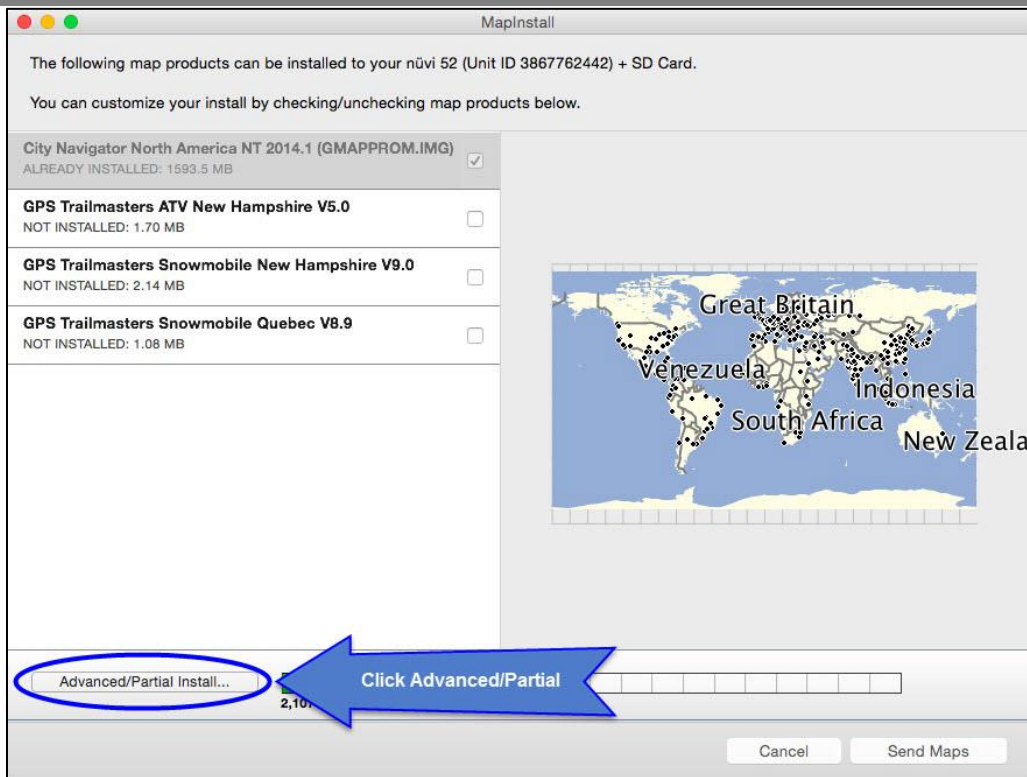 MapInstall
The following map products can be installed to your nüvi 52 (Unit ID 3867762442) + SD Card.
You can customize your install by checking/unchecking map products below.
City Navigator North America NT 2014.1 (GMAPPROM.IMG)
ALREADY INSTALLED: 1593.5 MB
GPS Trailmasters ATV New Hampshire V5.0
NOT INSTALLED: 1.70 MB
GPS Trailmasters Snowmobile New Hampshire V9.0
NOT INSTALLED: 2.14 MB
GPS Trailmasters Snowmobile Quebec V8.9
NOT INSTALLED: 1.08 MB
Great Britain
Venezuela
Indonesia
South Africa
New Zeala
Advanced/Partial Install...
Click Advanced/Partial
Cancel
Send Maps